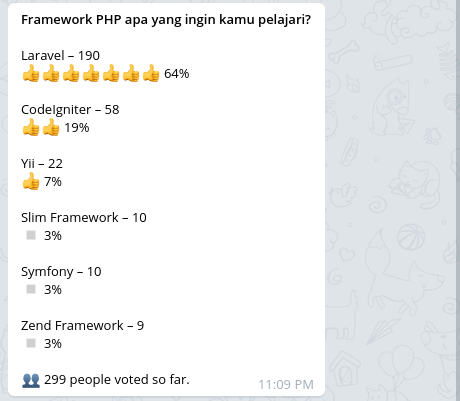 Framework PHP apa yang ingin kamu pelajari?
Laravel – 190
👍👍👍👍👍👍👍 64%
CodeIgniter – 58
👍👍 19%
Yii – 22
👍 7%
Slim Framework – 10
▫️ 3%
Symfony – 10
▫️ 3%
Zend Framework – 9
▫️ 3%
👥 299 people voted so far.
11:09 PM